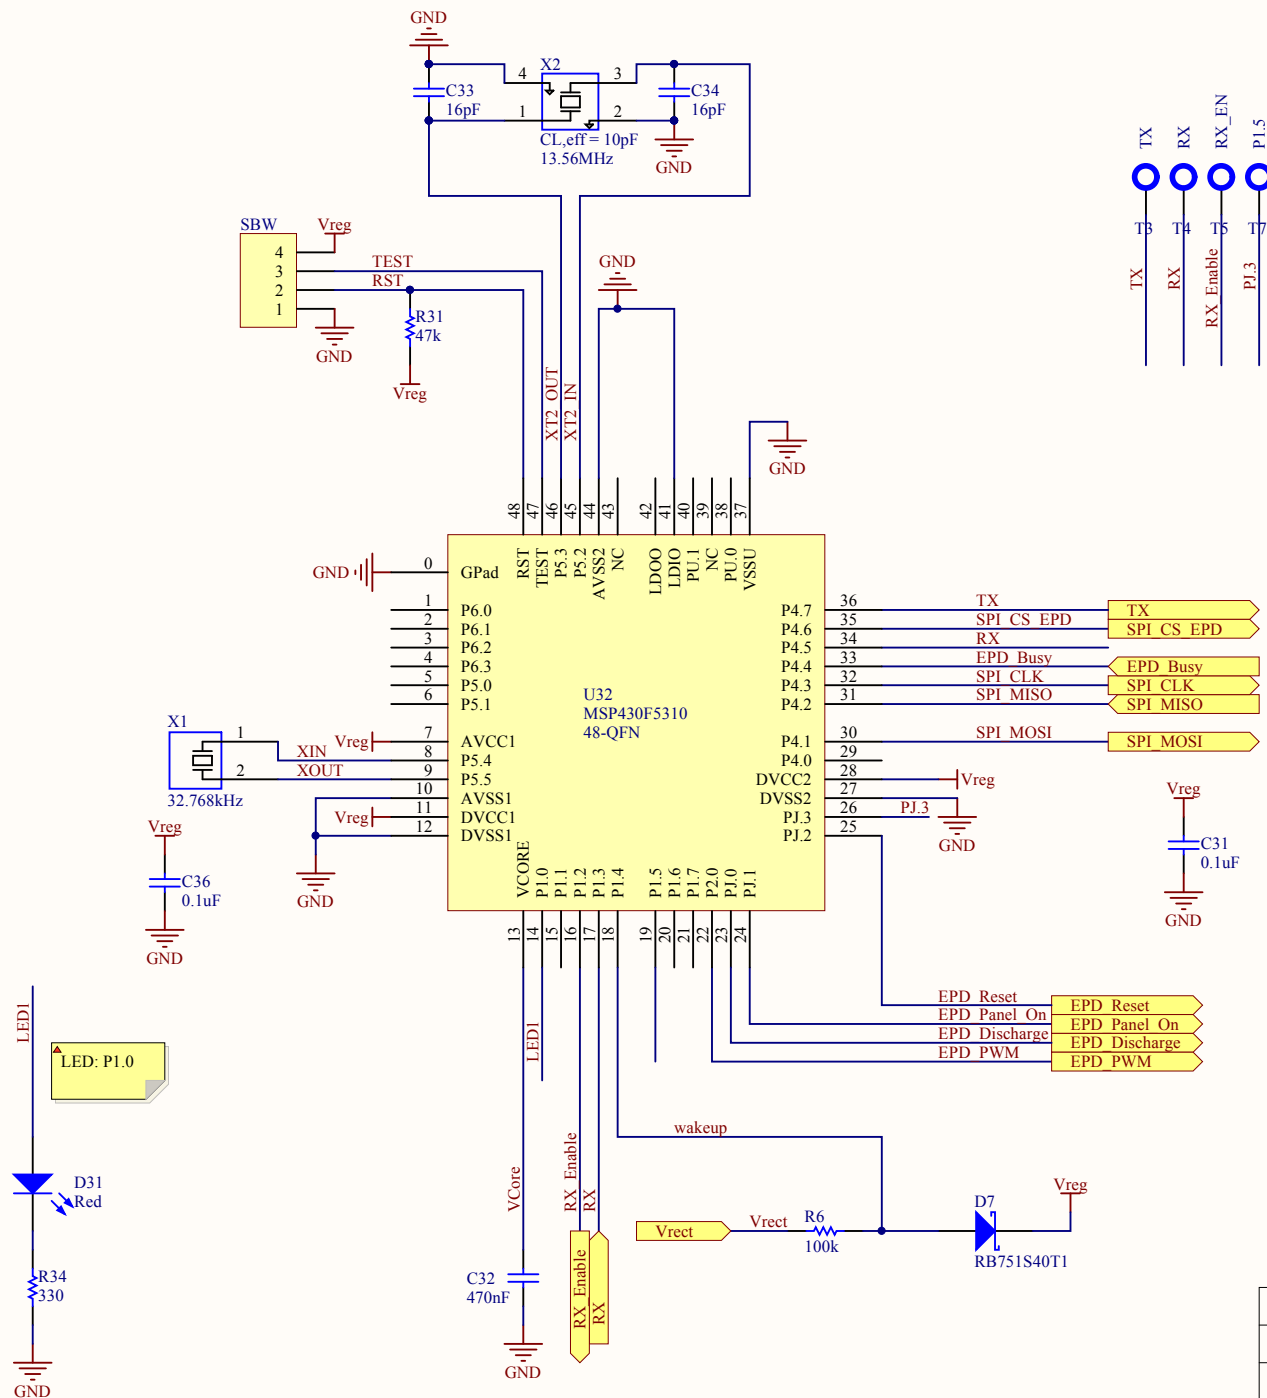 GND
C33
16pF
X2
4
3
1
2
C34
16pF
CL,eff = 10pF
13.56MHz
GND
TX
RX
RX_EN
P1.5
T3
T4
T5
T7
TX
RX
RX_Enable
PJ.3
SBW
Vreg
4
3
2
1
TEST
RST
GND
R31
47k
Vreg
XT2_OUT
XT2_IN
GND
GND
48
47
46
45
44
43
42
41
40
39
38
37
RST
TEST
P5.3
P5.2
AVSS2
NC
LDOO
LDIO
PU.1
NC
PU.0
VSSU
GND
0
GPad
1
P6.0
2
P6.1
3
P6.2
4
P6.3
5
P5.0
6
P5.1
Vreg
7
AVCC1
8
P5.4
9
P5.5
10
AVSS1
Vreg
11
DVCC1
12
DVSS1
GND
X1
1
2
XIN
XOUT
32.768kHz
U32
MSP430F5310
48-QFN
P4.7
36
TX
TX
P4.6
35
SPI_CS_EPD
SPI_CS_EPD
P4.5
34
RX
P4.4
33
EPD_Busy
EPD_Busy
P4.3
32
SPI_CLK
SPI_CLK
P4.2
31
SPI_MISO
SPI_MISO
P4.1
30
SPI_MOSI
SPI_MOSI
P4.0
29
DVCC2
28
Vreg
DVSS2
27
PJ.3
26
PJ.3
PJ.2
25
GND
Vreg
C36
0.1uF
GND
Vreg
C31
0.1uF
GND
VCORE
P1.0
P1.1
P1.2
P1.3
P1.4
P1.5
P1.6
P1.7
P2.0
PJ.0
PJ.1
13
14
15
16
17
18
19
20
21
22
23
24
EPD_Reset
EPD_Reset
EPD_Panel_On
EPD_Panel_On
EPD_Discharge
EPD_Discharge
EPD_PWM
EPD_PWM
LED1
LED: P1.0
D31
Red
R34
330
GND
LED1
VCore
C32
470nF
GND
RX_Enable
RX
RX_Enable
RX
wakeup
Vrect
Vrect
R6
100k
D7
RB751S40T1
Vreg